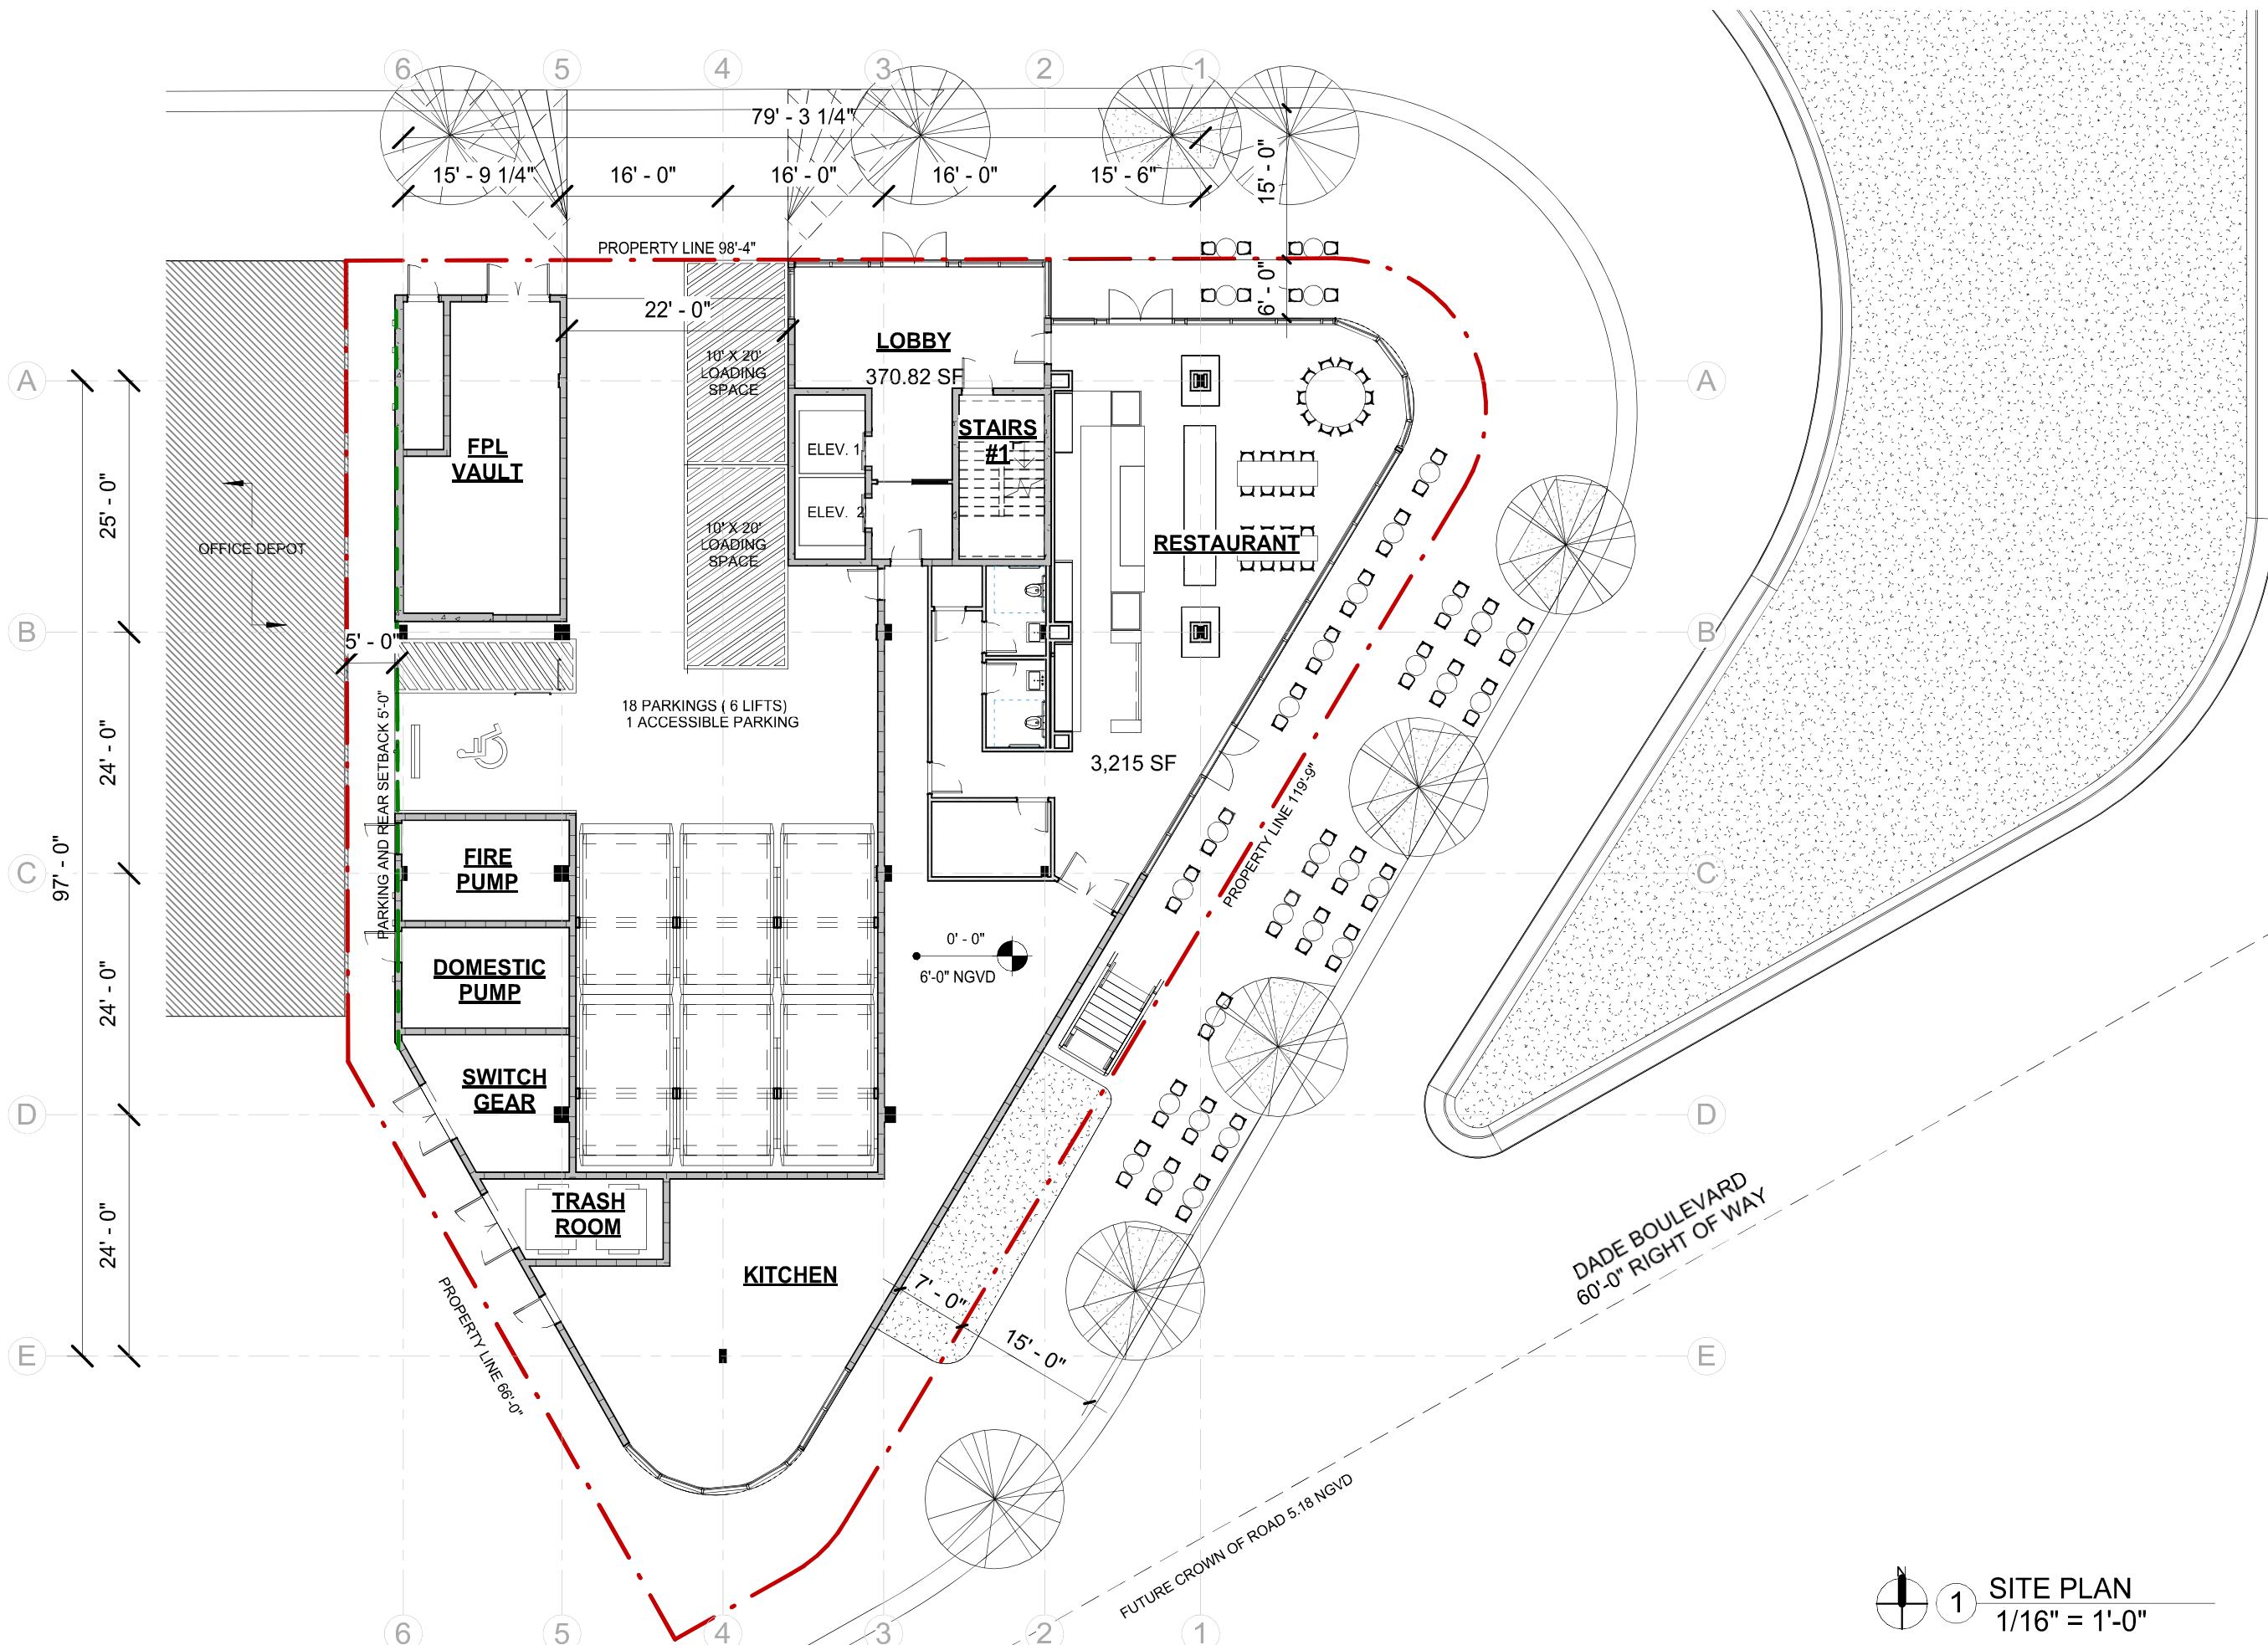 6 5 4 3 2 1
79' - 3 1/4"
15' - 9 1/4" 16' - 0" 16' - 0" 16' - 0" 15' - 6"
15' - 0"
PROPERTY LINE 98'-4"
6' - 0"
22' - 0"
LOBBY
370.82 SF
10' X 20'
LOADING
SPACE
A
A
STAIRS
#1
FPL
VAULT
ELEV. 1
ELEV. 2
10' X 20'
LOADING
SPACE
25' - 0"
OFFICE DEPOT
RESTAURANT
B
B
5' - 0"
18 PARKINGS ( 6 LIFTS)
1 ACCESSIBLE PARKING
PARKING AND REAR SETBACK 5'-0"
24' - 0"
3,215 SF
PROPERTY LINE 119'-9"
97' - 0"
FIRE
PUMP
C
C
0' - 0"
6'-0" NGVD
DOMESTIC
PUMP
24' - 0"
SWITCH
GEAR
D
D
TRASH
ROOM
24' - 0"
KITCHEN
7' - 0"
15' - 0"
PROPERTY LINE 66'-0"
DADE BOULEVARD
60'-0" RIGHT OF WAY
E
E
FUTURE CROWN OF ROAD 5.18 NGVD
6 5 4 3 2 1
N
1
SITE PLAN
1/16" = 1'-0"